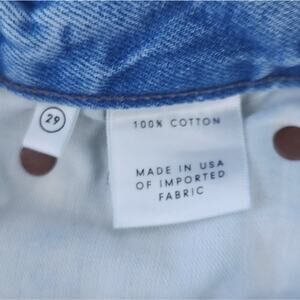 29
100% COTTON
MADE IN USA
OF IMPORTED
FABRIC